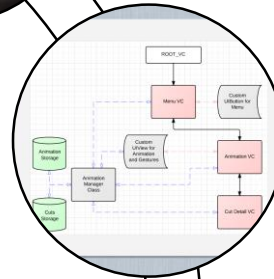 ROOT_VC
Menu VC
Custom
UIButton for
Menu
Custom
UIView for
Animation
and Gestures
Animation
Storage
Animation VC
Animation
Manager
Class
Cuts
Storage
Cut Detail VC